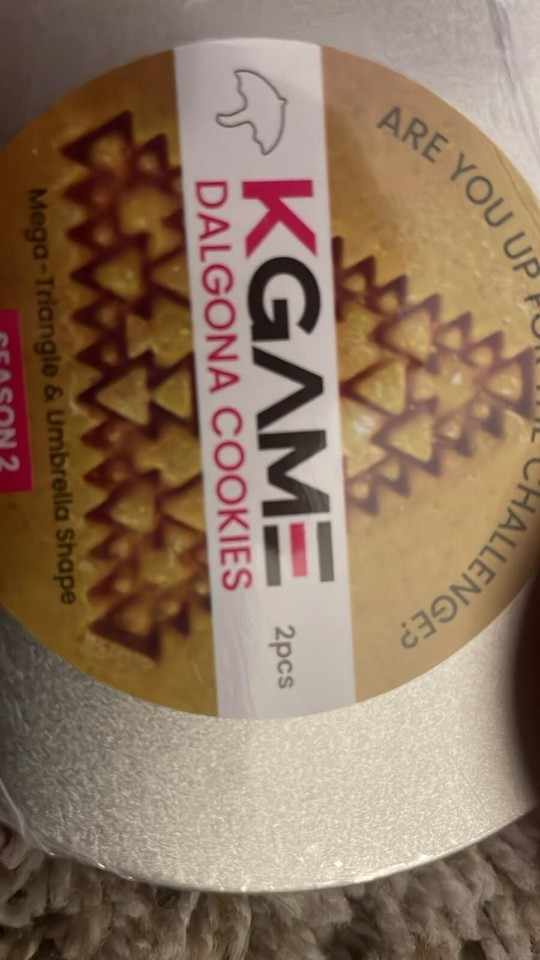 ARE YOU UP FOR THE CHALLENGE?
KGAME
DALGONA COOKIES
2pcs
Mega-Triangle & Umbrella Shape
SEASON 2